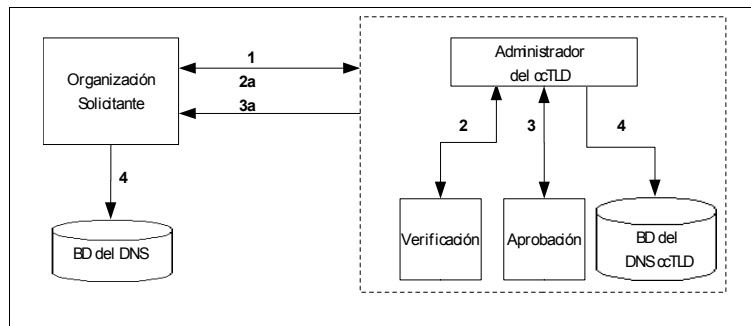 Organización
Solicitante
1
2a
3a
4
BD del DNS
Administrador
del ccTLD
2
3
4
Verificación
Aprobación
BD del
DNS ccTLD